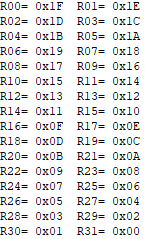 R00= 0x1F R01= 0x1E
R02= 0x1D R03= 0x1C
R04= 0x1B R05= 0x1A
R06= 0x19 R07= 0x18
R08= 0x17 R09= 0x16
R10= 0x15 R11= 0x14
R12= 0x13 R13= 0x12
R14= 0x11 R15= 0x10
R16= 0x0F R17= 0x0E
R18= 0x0D R19= 0x0C
R20= 0x0B R21= 0x0A
R22= 0x09 R23= 0x08
R24= 0x07 R25= 0x06
R26= 0x05 R27= 0x04
R28= 0x03 R29= 0x02
R30= 0x01 R31= 0x00